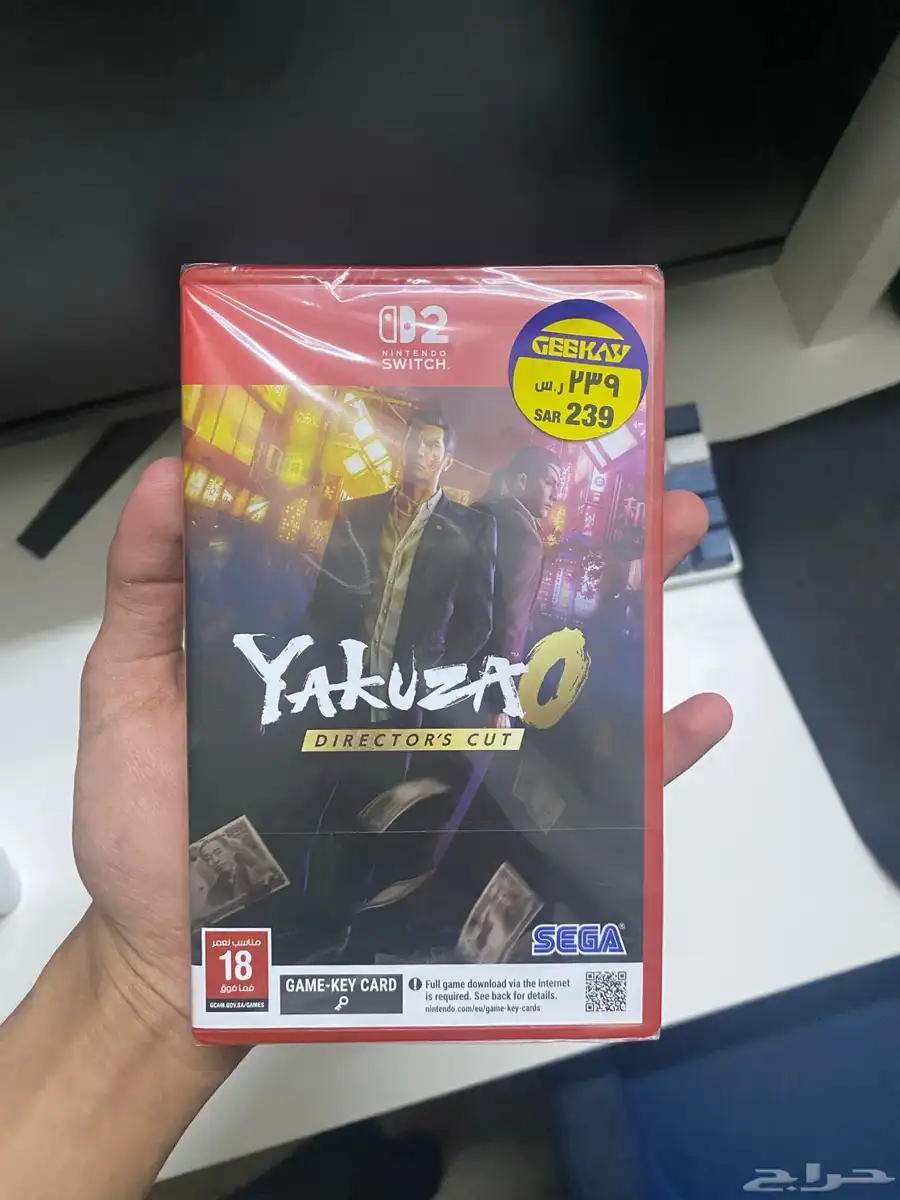 2
NINTENDO
SWITCH
GEEKAY
٢٣٩ ر.س
SAR 239
YAKUZA0
DIRECTOR'S CUT
SEGA
مناسب لعمر
18
فما فوق
GCAM.GOV.SA/GAMES
GAME-KEY CARD
Full game download via the internet
is required. See back for details.
nintendo.com/eu/game-key-cards
حراج